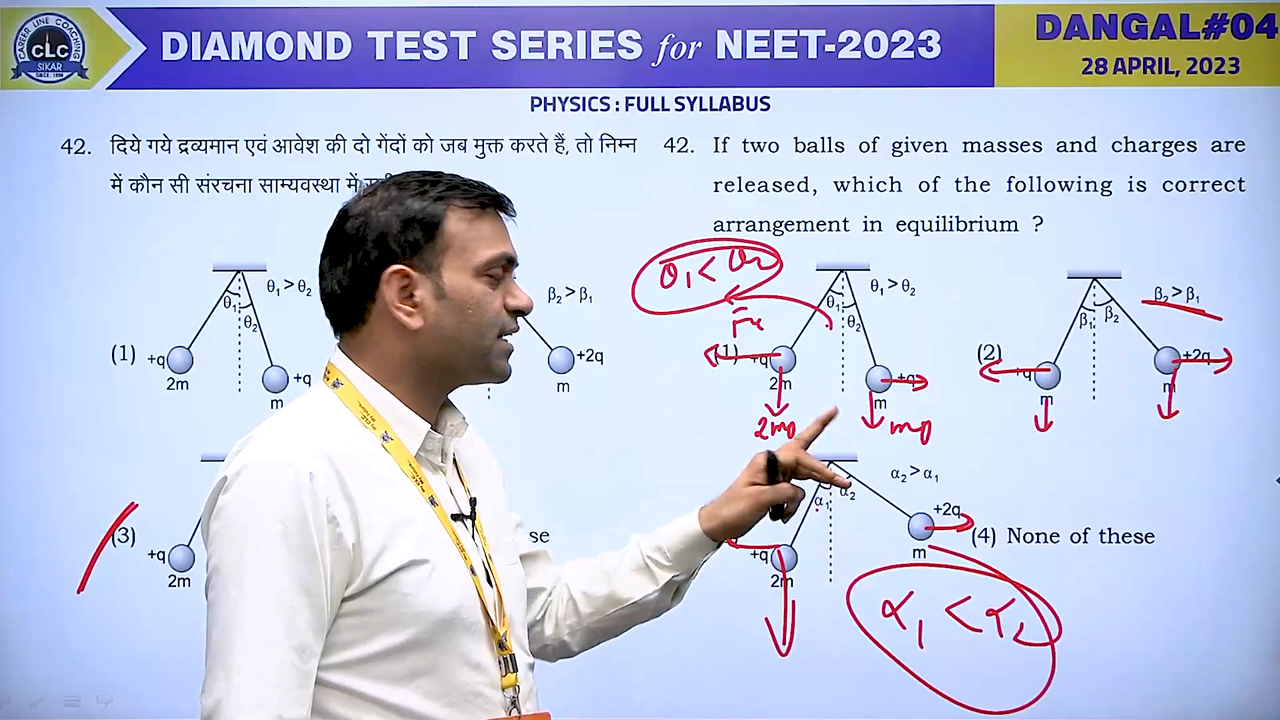 CAREER LINE COACHING
CLC
SIKAR
SINCE : 1996
DIAMOND TEST SERIES for NEET-2023
DANGAL#04
28 APRIL, 2023
PHYSICS : FULL SYLLABUS
42. दिये गये द्रव्यमान एवं आवेश की दो गेंदों को जब मुक्त करते हैं, तो निम्न
में कौन सी संरचना साम्यवस्था में
42. If two balls of given masses and charges are
released, which of the following is correct
arrangement in equilibrium ?
θ₁ > θ₂
θ₁
θ₂
(1) +q
2m
+q
m
β₂ > β₁
+2q
m
(3)
+q
2m
se
θ₁ < θ₂
θ₁ > θ₂
θ₁
θ₂
(1) +q
2m
+q
m
2mg
mg
(2)
β₂ > β₁
β₁
β₂
+q
m
+2q
m
α₂ > α₁
α₁
α₂
+q
2m
+2q
m
(4) None of these
α₁ < α₂